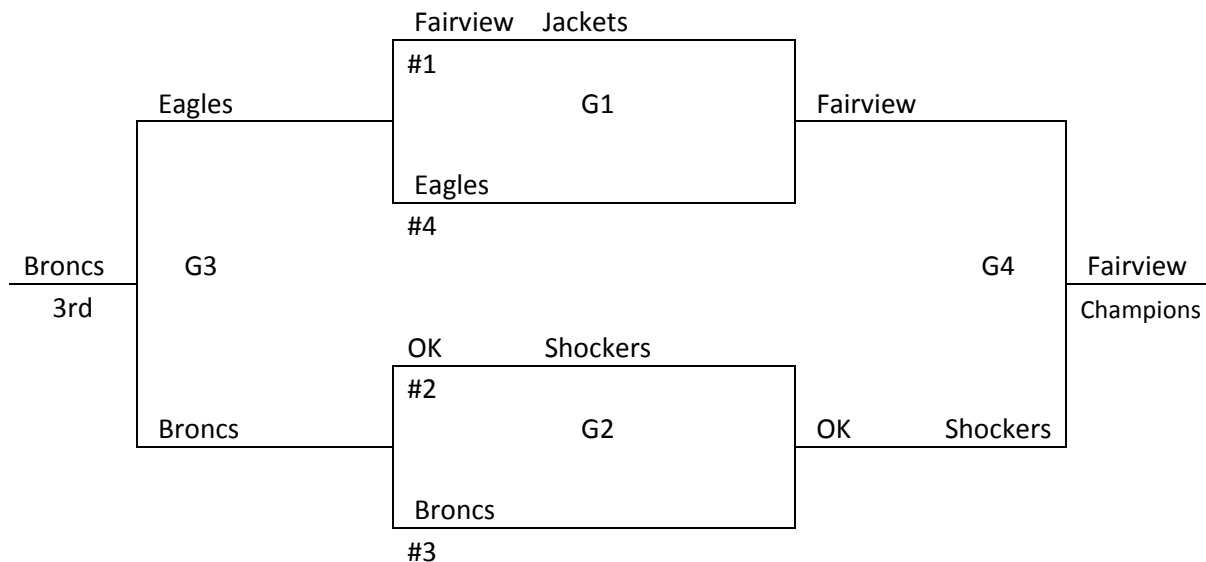 Fairview Jackets
#1
Eagles G1 Fairview
Eagles
#4
Broncs G3 G4 Fairview
3rd Champions
OK Shockers
#2
Broncs G2 OK Shockers
Broncs
#3